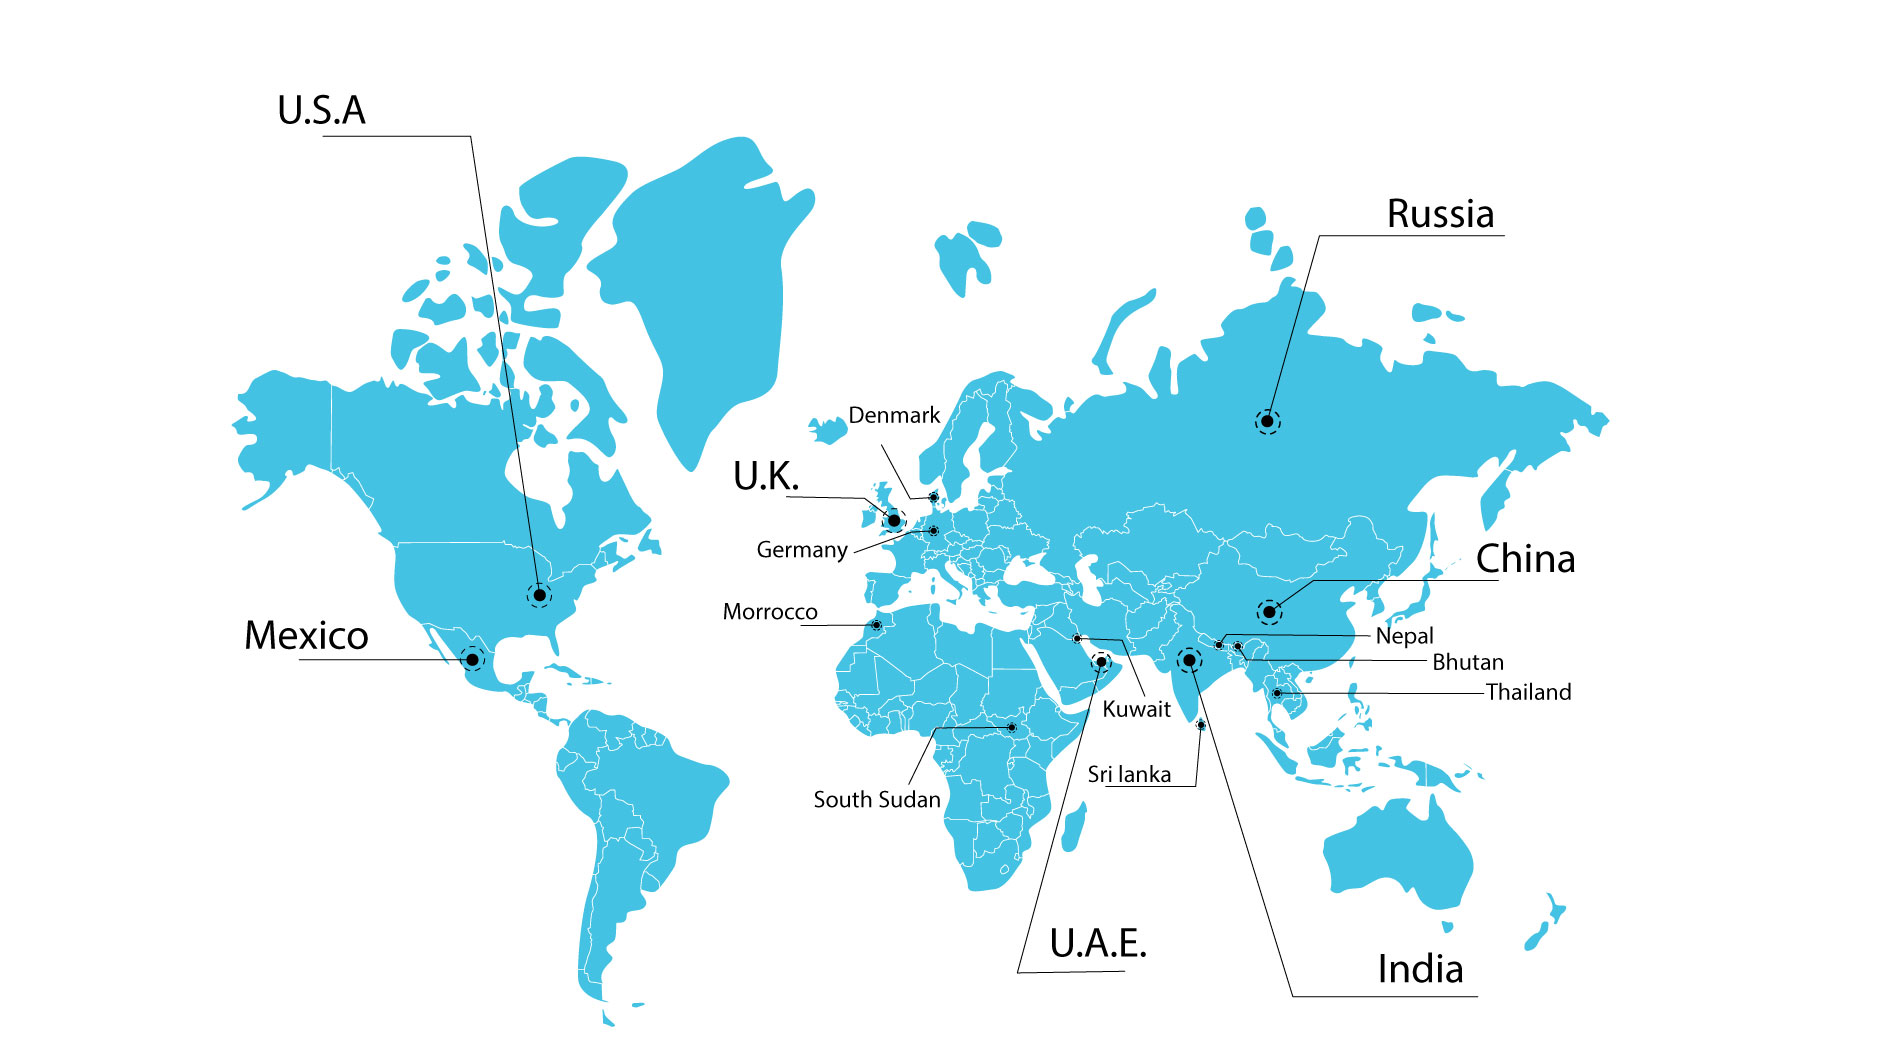 U.S.A
Russia
Denmark
U.K.
Germany
China
Morrocco
Mexico
Nepal
Bhutan
Thailand
Kuwait
Sri lanka
South Sudan
U.A.E.
India